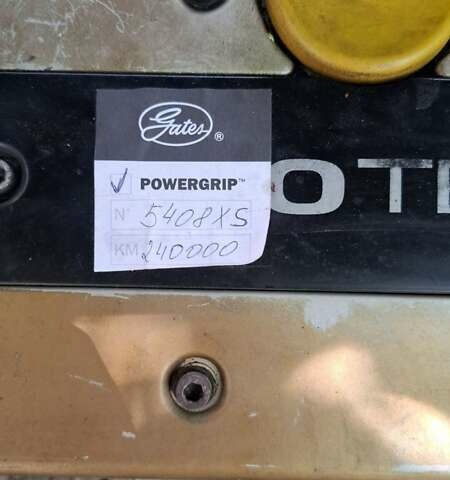 Gates®
POWERGRIP™
N° 5408XS
KM 240000
OTE